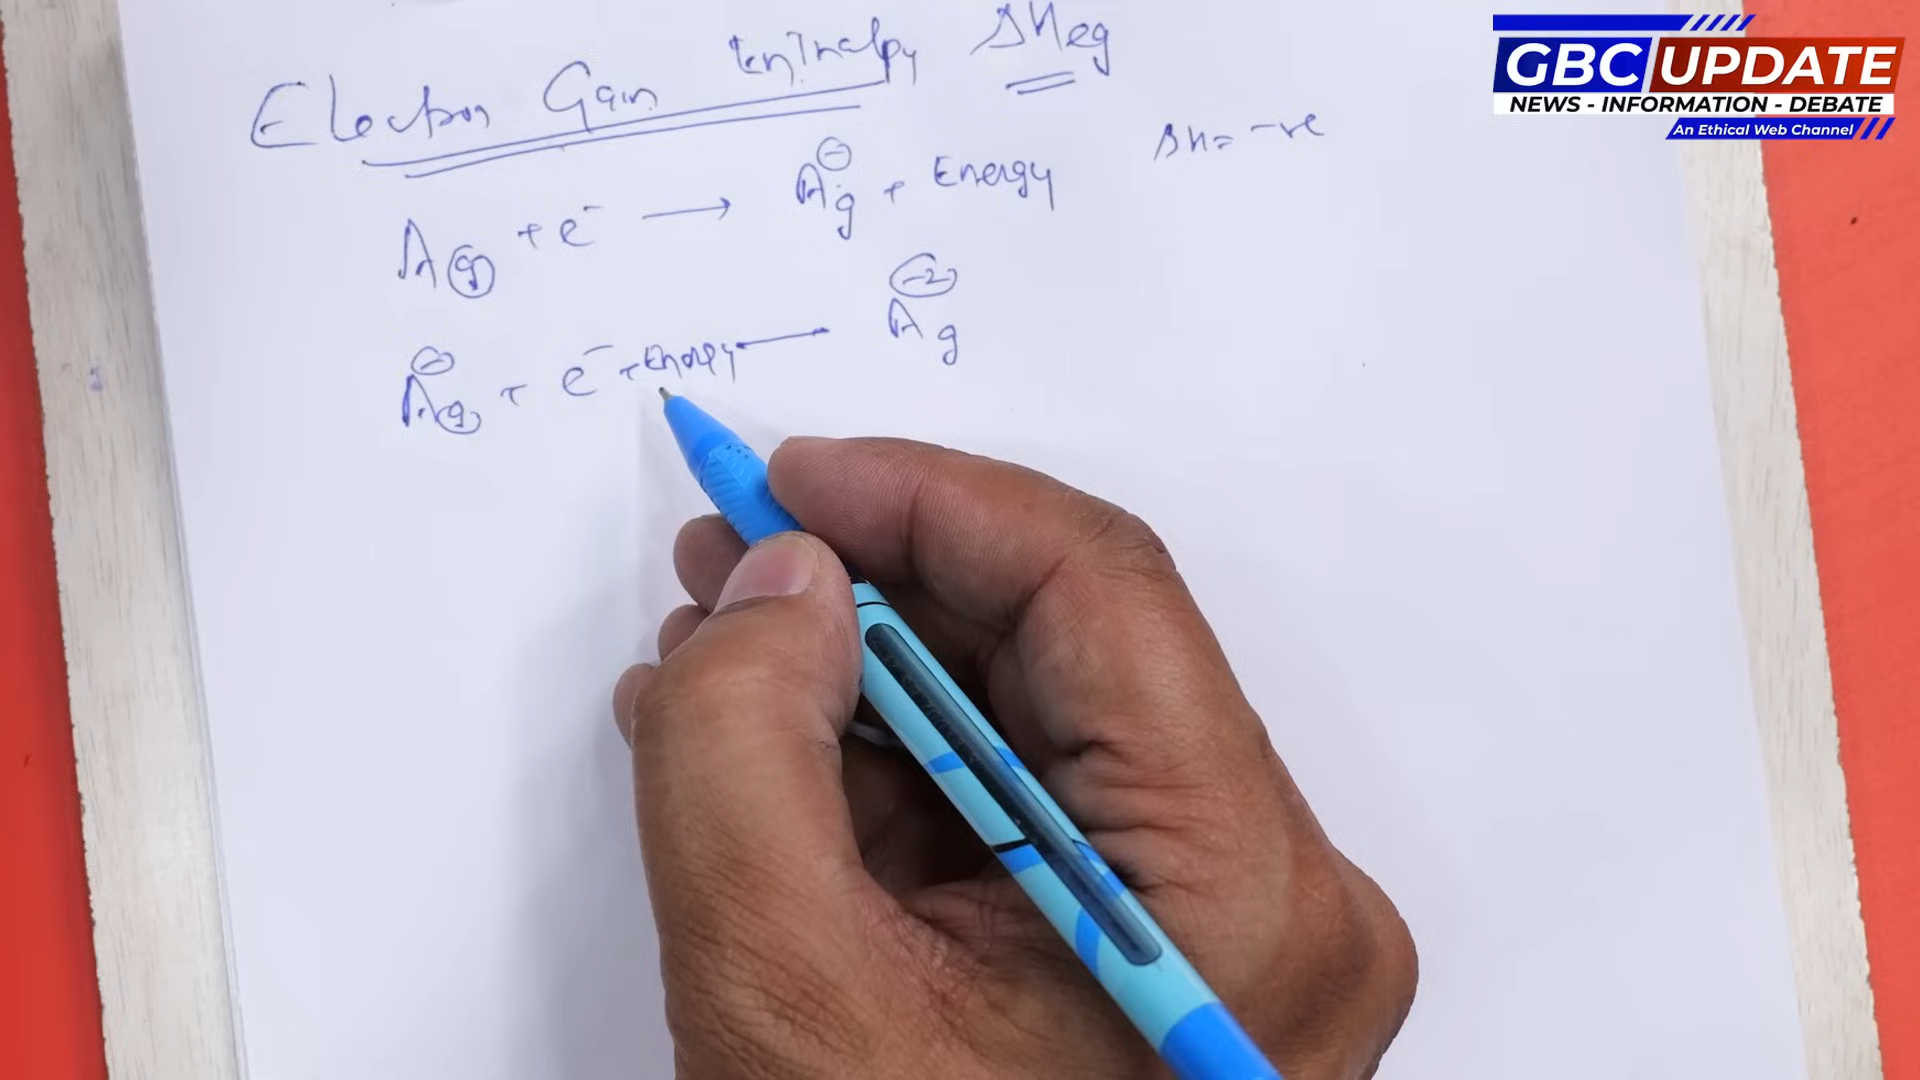 Electron Gain Enthalpy ΔHeg
A(g) + e⁻ ⟶ A⁻g + Energy ΔH= -ve
A⁻(g) + e⁻ + Energy ⟶ A⁻²g
GBC UPDATE
NEWS - INFORMATION - DEBATE
An Ethical Web Channel